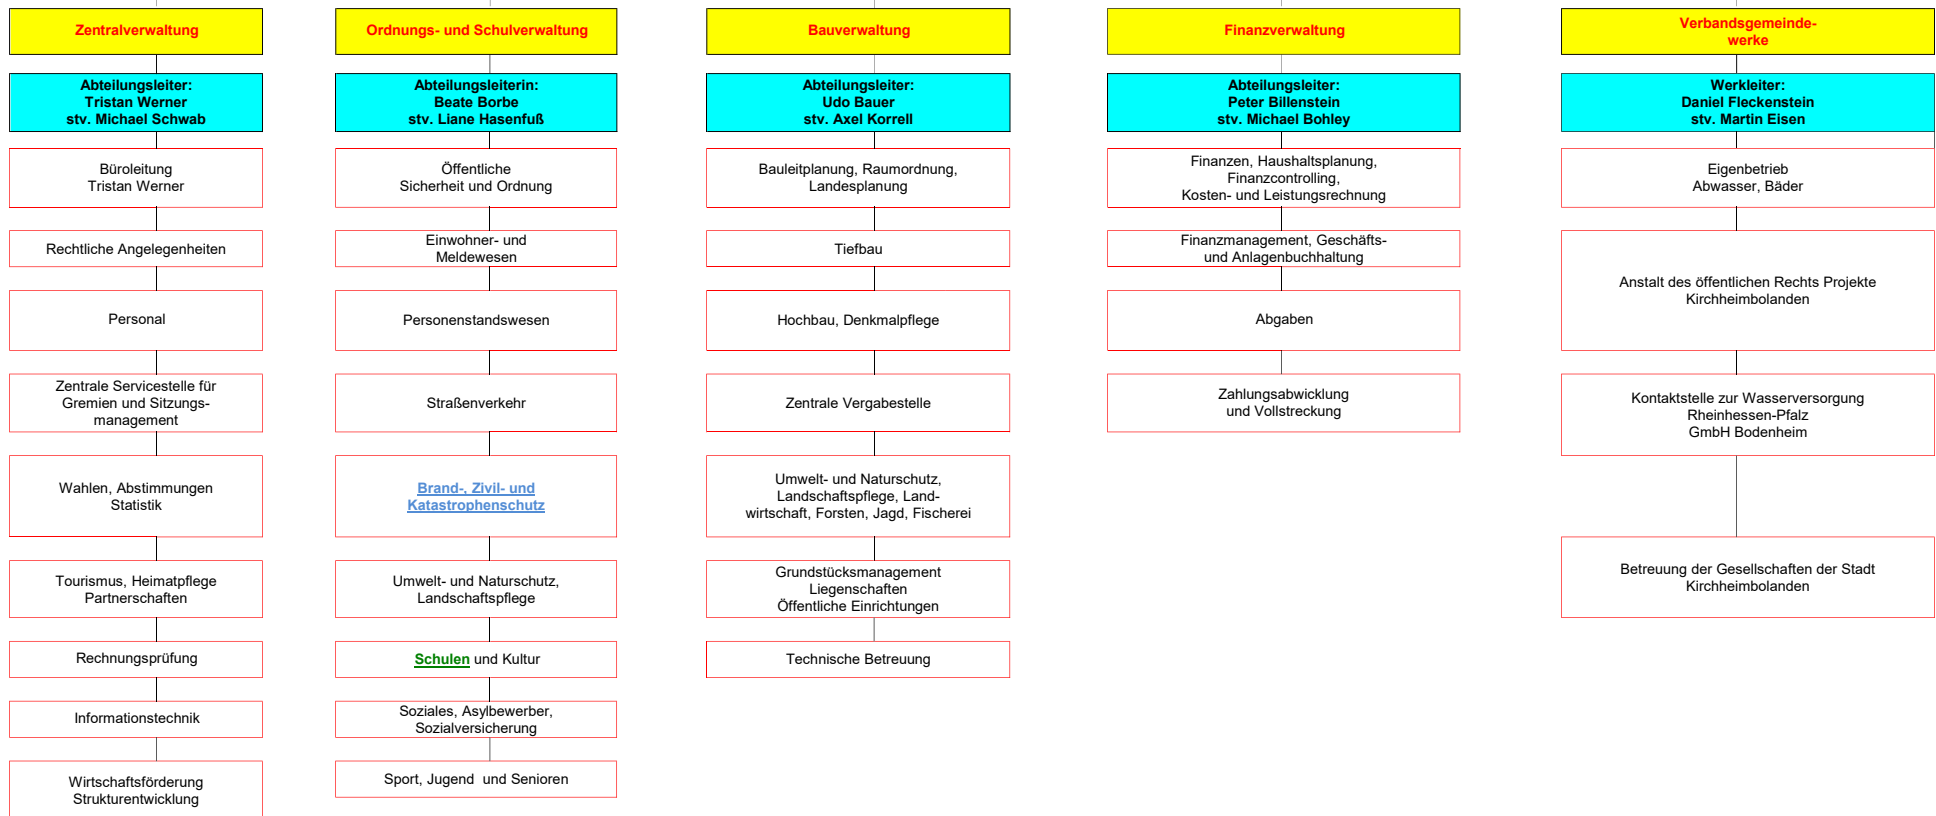 Zentralverwaltung
Abteilungsleiter:
Tristan Werner
stv. Michael Schwab
Büroleitung
Tristan Werner
Rechtliche Angelegenheiten
Personal
Zentrale Servicestelle für
Gremien und Sitzungs-
management
Wahlen, Abstimmungen
Statistik
Tourismus, Heimatpflege
Partnerschaften
Rechnungsprüfung
Informationstechnik
Wirtschaftsförderung
Strukturentwicklung
Ordnungs- und Schulverwaltung
Abteilungsleiterin:
Beate Borbe
stv. Liane Hasenfuß
Öffentliche
Sicherheit und Ordnung
Einwohner- und
Meldewesen
Personenstandswesen
Straßenverkehr
Brand-, Zivil- und
Katastrophenschutz
Umwelt- und Naturschutz,
Landschaftspflege
Schulen und Kultur
Soziales, Asylbewerber,
Sozialversicherung
Sport, Jugend  und Senioren
Bauverwaltung
Abteilungsleiter:
Udo Bauer
stv. Axel Korrell
Bauleitplanung, Raumordnung,
Landesplanung
Tiefbau
Hochbau, Denkmalpflege
Zentrale Vergabestelle
Umwelt- und Naturschutz,
Landschaftspflege, Land-
wirtschaft, Forsten, Jagd, Fischerei
Grundstücksmanagement
Liegenschaften
Öffentliche Einrichtungen
Technische Betreuung
Finanzverwaltung
Abteilungsleiter:
Peter Billenstein
stv. Michael Bohley
Finanzen, Haushaltsplanung,
Finanzcontrolling,
Kosten- und Leistungsrechnung
Finanzmanagement, Geschäfts-
und Anlagenbuchhaltung
Abgaben
Zahlungsabwicklung
und Vollstreckung
Verbandsgemeinde-
werke
Werkleiter:
Daniel Fleckenstein
stv. Martin Eisen
Eigenbetrieb
Abwasser, Bäder
Anstalt des öffentlichen Rechts Projekte
Kirchheimbolanden
Kontaktstelle zur Wasserversorgung
Rheinhessen-Pfalz
GmbH Bodenheim
Betreuung der Gesellschaften der Stadt
Kirchheimbolanden